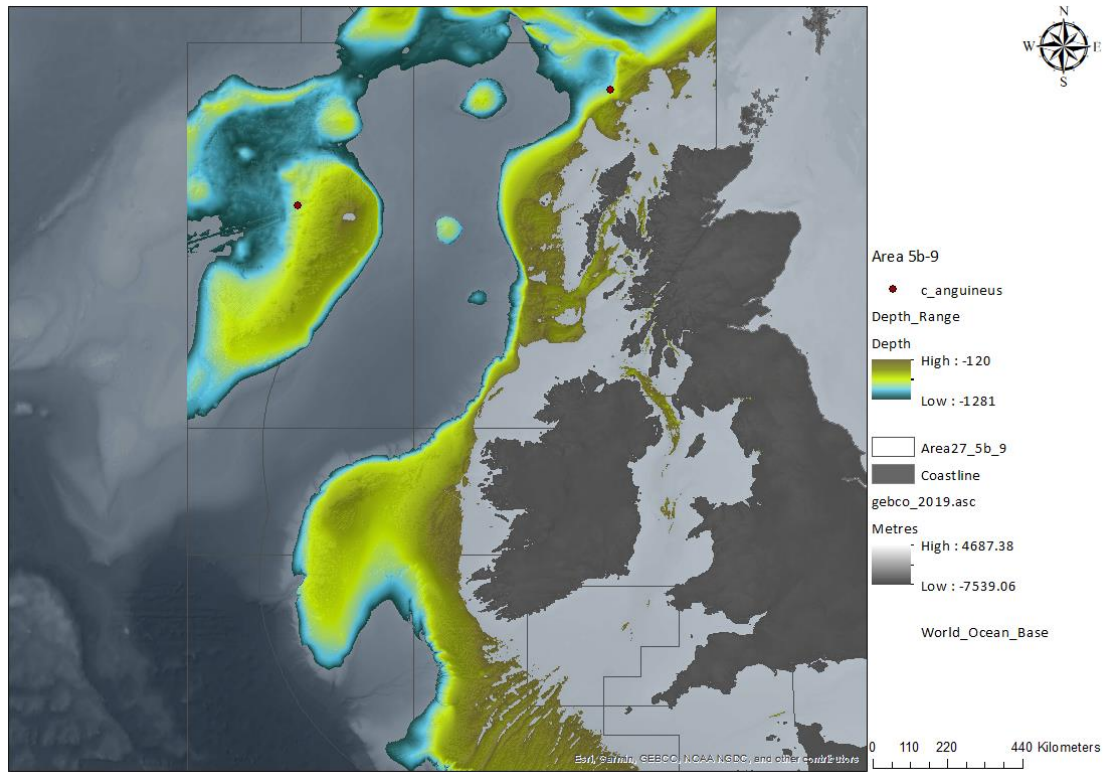 N
W E
S
Area 5b-9
c_anguineus
Depth_Range
Depth
High : -120
Low : -1281
Area27_5b_9
Coastline
gebco_2019.asc
Metres
High : 4687.38
Low : -7539.06
World_Ocean_Base
Esri, Garmin, GEBCO, NOAA NGDC, and other contributors
0 110 220 440 Kilometers